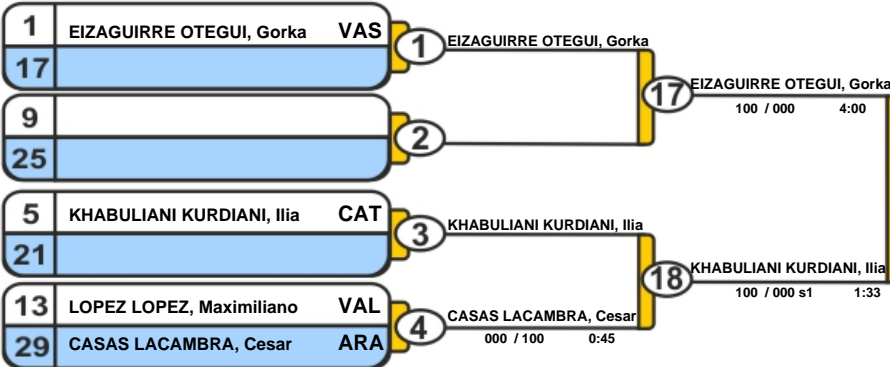 1 EIZAGUIRRE OTEGUI, Gorka VAS
17
1
EIZAGUIRRE OTEGUI, Gorka
9
25
2
17
EIZAGUIRRE OTEGUI, Gorka
100 / 000 4:00
5 KHABULIANI KURDIANI, Ilia CAT
21
3
KHABULIANI KURDIANI, Ilia
13 LOPEZ LOPEZ, Maximiliano VAL
29 CASAS LACAMBRA, Cesar ARA
4
CASAS LACAMBRA, Cesar
000 / 100 0:45
18
KHABULIANI KURDIANI, Ilia
100 / 000 s1 1:33